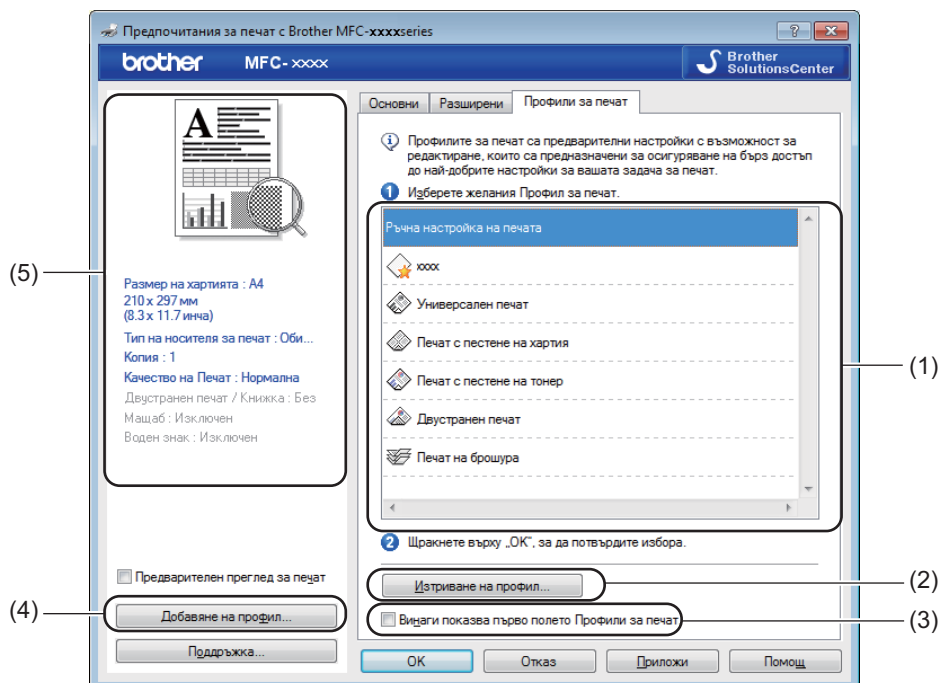 Предпочитания за печат с Brother MFC-xxxxseries
brother MFC- xxxx
Brother
SolutionsCenter
Основни Разширени Профили за печат
Профилите за печат са предварителни настройки с възможност за
редактиране, които са предназначени за осигуряване на бърз достъп
до най-добрите настройки за вашата задача за печат.
1 Изберете желания Профил за печат.
Ръчна настройка на печата
xxxx
Универсален печат
Печат с пестене на хартия
Печат с пестене на тонер
Двустранен печат
Печат на брошура
(1)
2 Щракнете върху „OK“, за да потвърдите избора.
Изтриване на профил...
(2)
Винаги показва първо полето Профили за печат
(3)
(5)
Размер на хартията : A4
210 x 297 мм
(8.3 x 11.7 инча)
Тип на носителя за печат : Оби...
Копия : 1
Качество на Печат : Нормална
Двустранен печат / Книжка : Без
Мащаб : Изключен
Воден знак : Изключен
Предварителен преглед за печат
(4)
Добавяне на профил...
Поддръжка...
OK Отказ Приложи Помощ